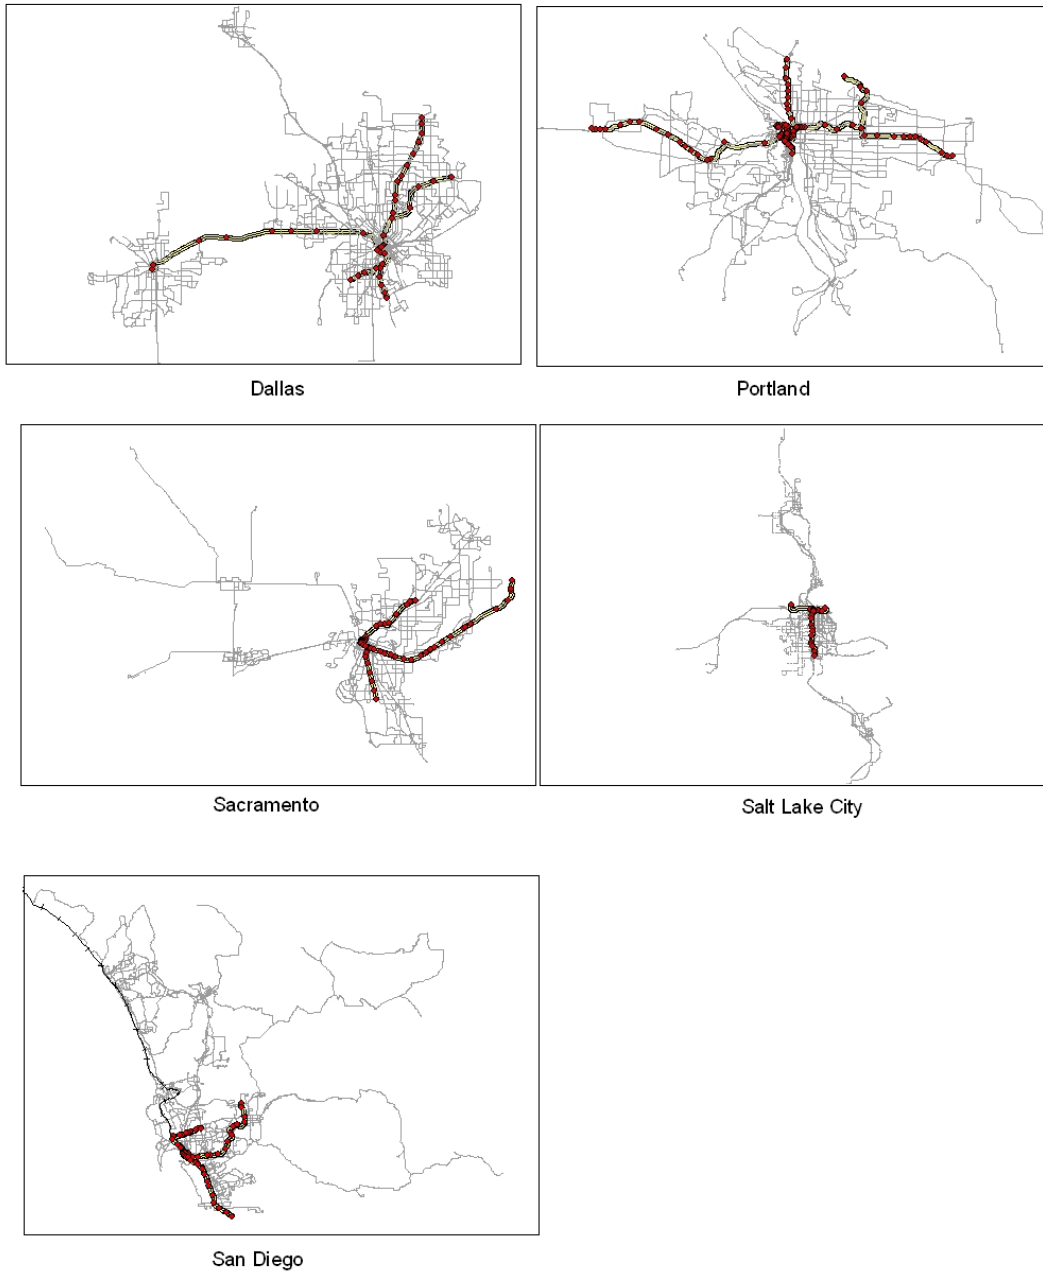 Dallas
Portland
Sacramento
Salt Lake City
San Diego